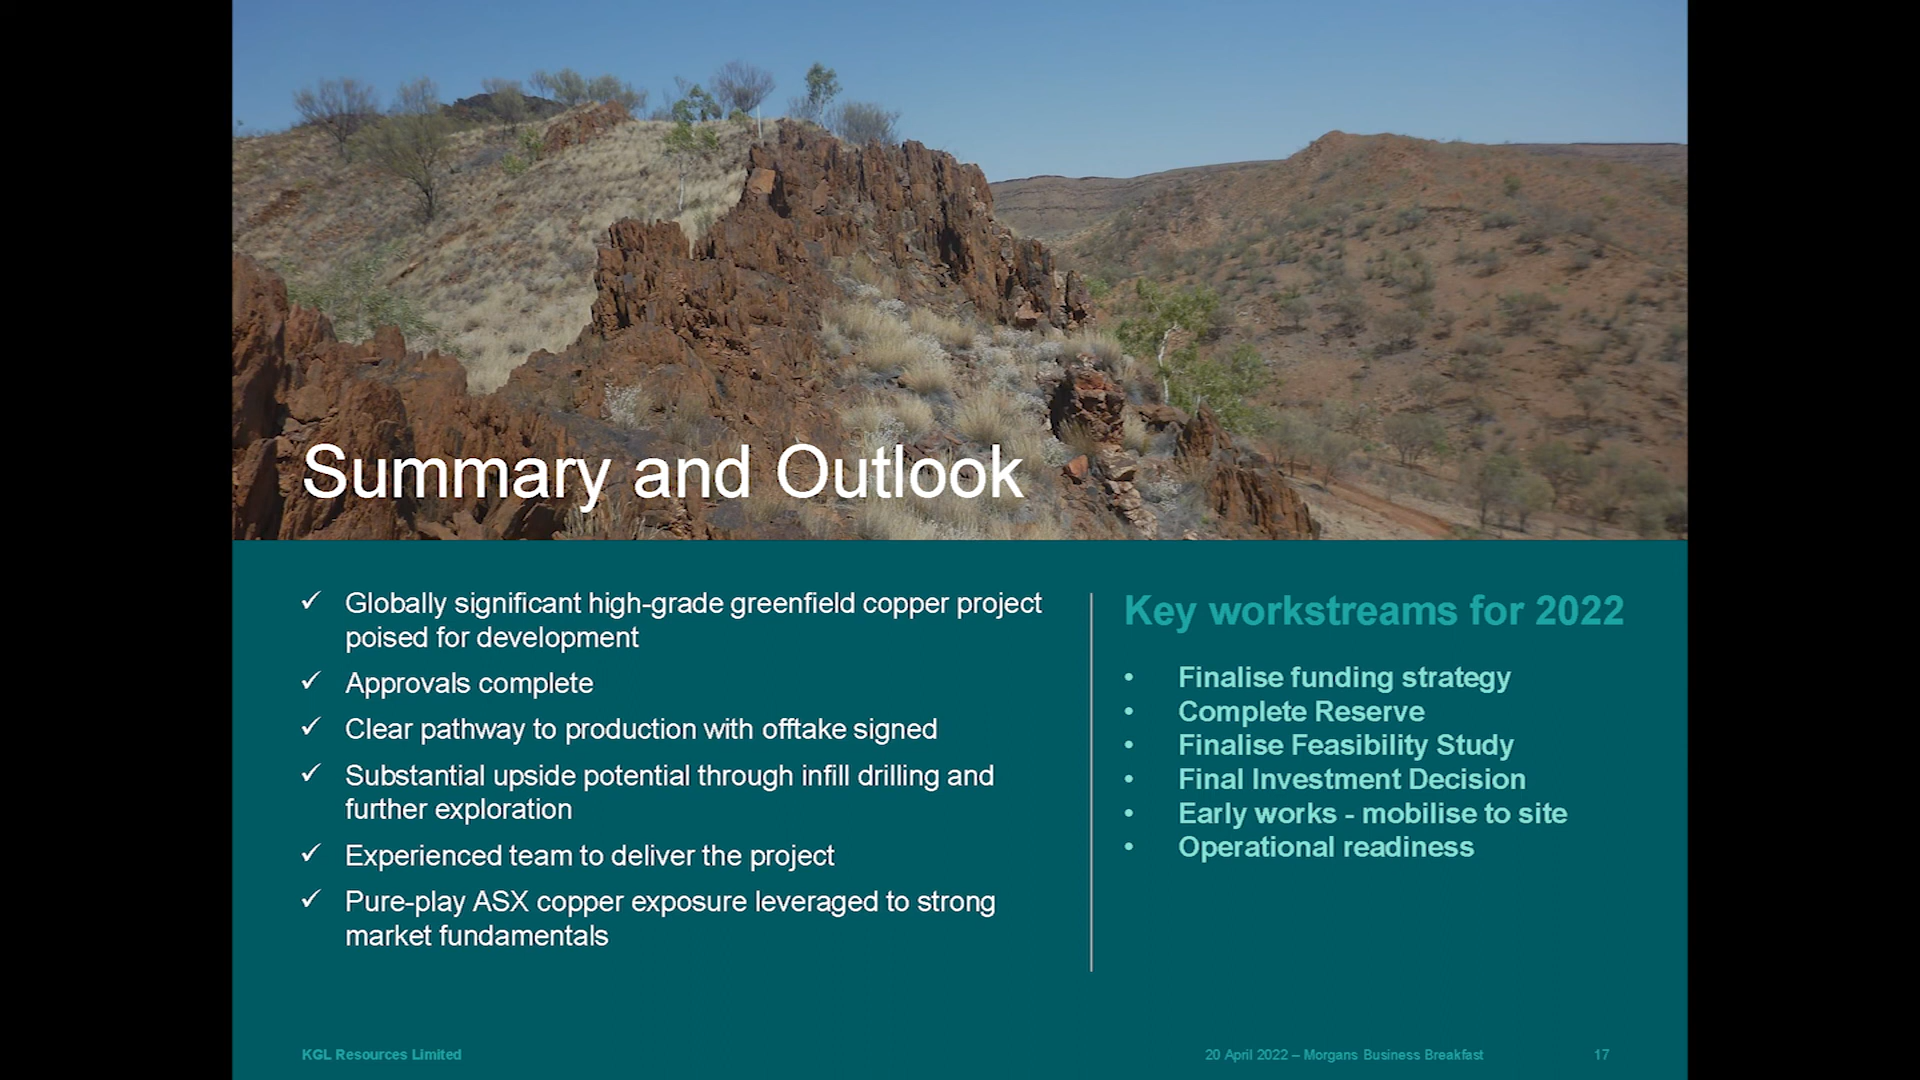 Summary and Outlook
✓ Globally significant high-grade greenfield copper project
poised for development
✓ Approvals complete
✓ Clear pathway to production with offtake signed
✓ Substantial upside potential through infill drilling and
further exploration
✓ Experienced team to deliver the project
✓ Pure-play ASX copper exposure leveraged to strong
market fundamentals
Key workstreams for 2022
• Finalise funding strategy
• Complete Reserve
• Finalise Feasibility Study
• Final Investment Decision
• Early works - mobilise to site
• Operational readiness
KGL Resources Limited
20 April 2022 – Morgans Business Breakfast
17